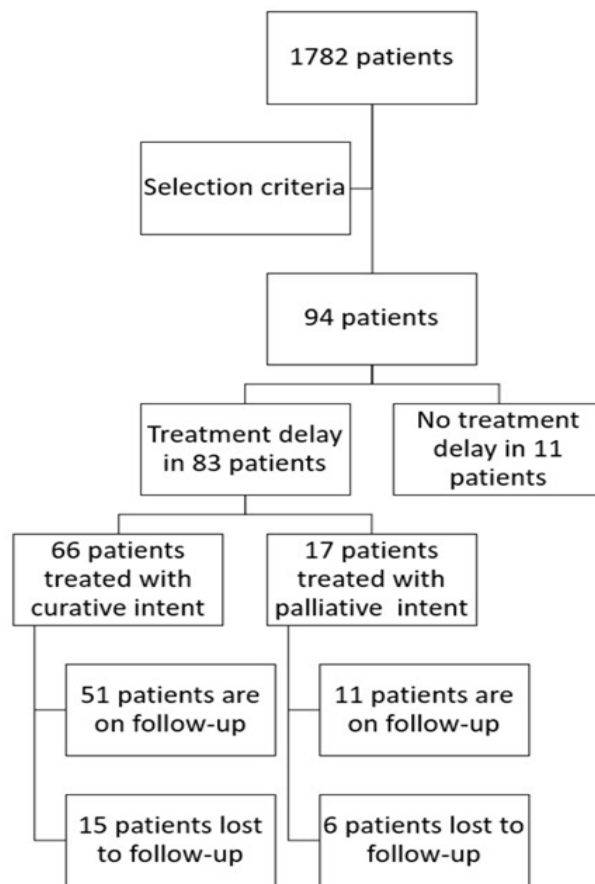 1782 patients
Selection criteria
94 patients
Treatment delay
in 83 patients
No treatment
delay in 11
patients
66 patients
treated with
curative intent
17 patients
treated with
palliative intent
51 patients are
on follow-up
11 patients are
on follow-up
15 patients lost
to follow-up
6 patients lost to
follow-up